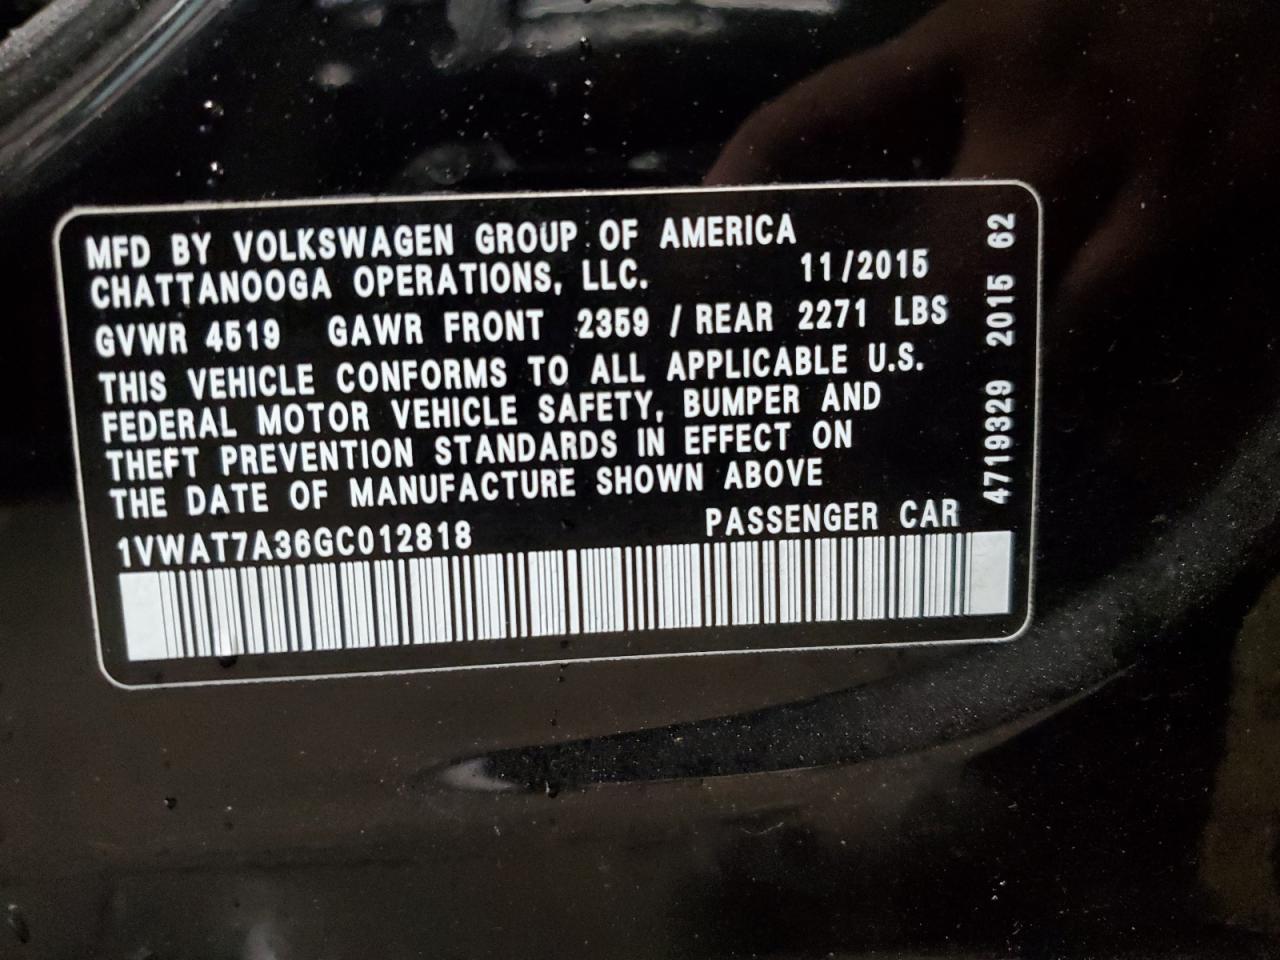 MFD BY VOLKSWAGEN GROUP OF AMERICA
CHATTANOOGA OPERATIONS, LLC. 11/2015
GVWR 4519 GAWR FRONT 2359 / REAR 2271 LBS
THIS VEHICLE CONFORMS TO ALL APPLICABLE U.S.
FEDERAL MOTOR VEHICLE SAFETY, BUMPER AND
THEFT PREVENTION STANDARDS IN EFFECT ON
THE DATE OF MANUFACTURE SHOWN ABOVE
1VWAT7A36GC012818 PASSENGER CAR
4719329 2015 62